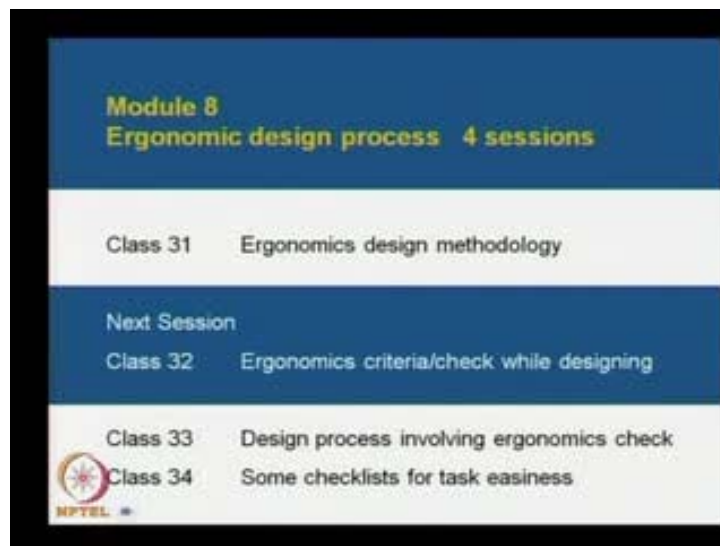 Module 8
Ergonomic design process 4 sessions
Class 31 Ergonomics design methodology
Next Session
Class 32 Ergonomics criteria/check while designing
Class 33 Design process involving ergonomics check
Class 34 Some checklists for task easiness
NPTEL